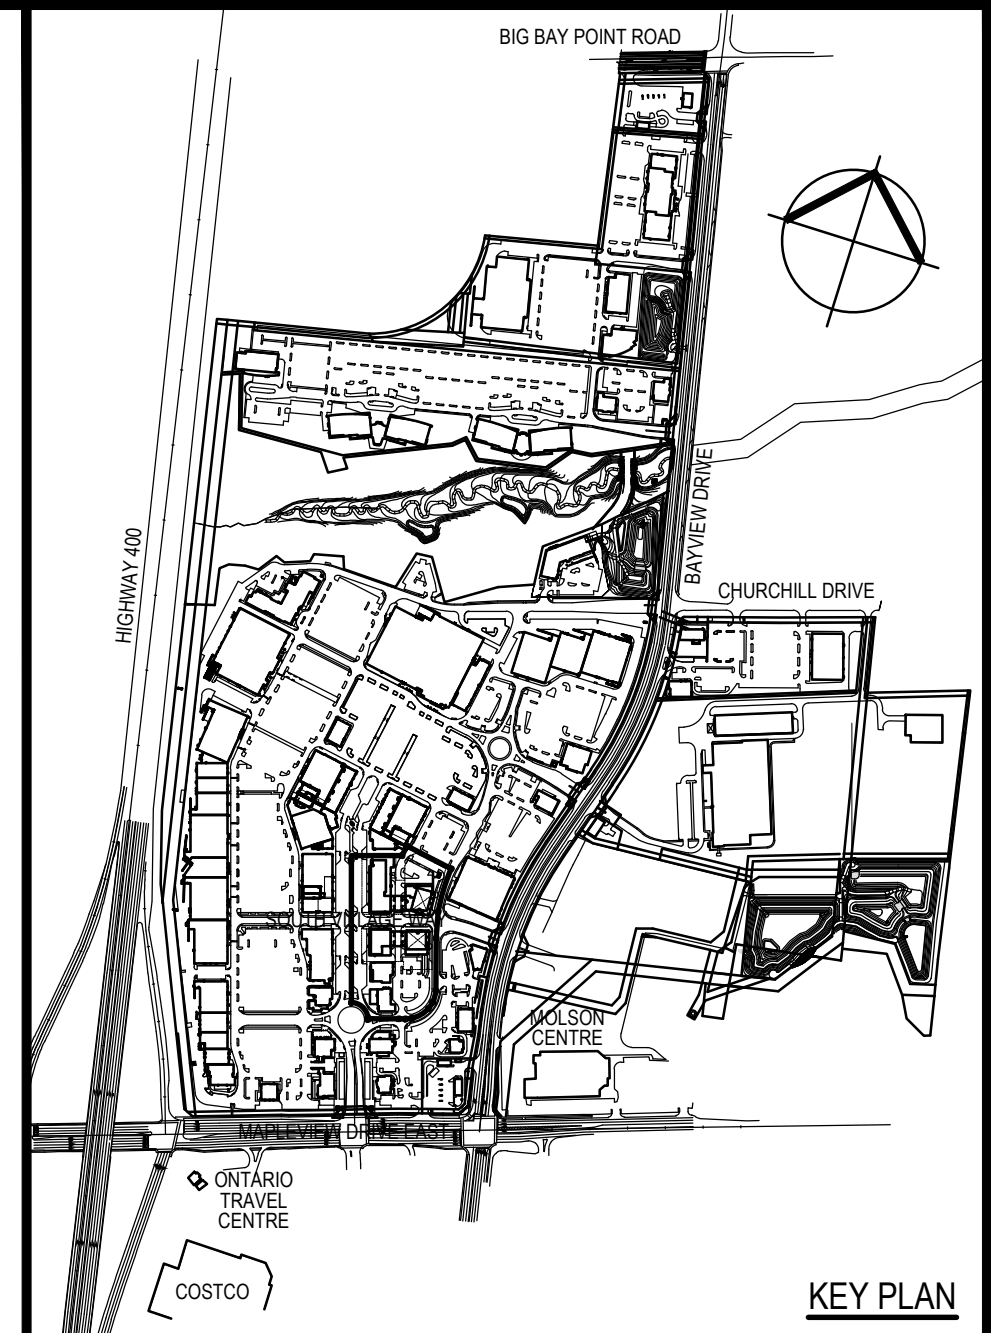 BIG BAY POINT ROAD
HIGHWAY 400
BAYVIEW DRIVE
CHURCHILL DRIVE
MOLSON
CENTRE
MAPLEVIEW DRIVE EAST
ONTARIO
TRAVEL
CENTRE
COSTCO
KEY PLAN